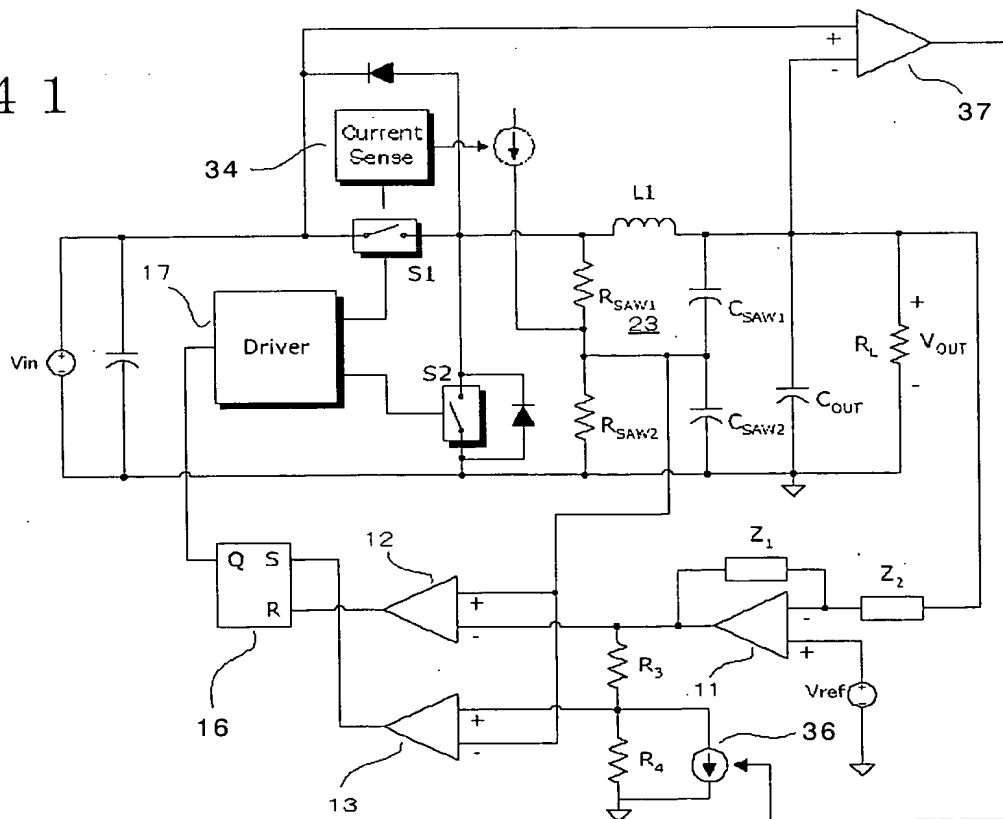 4 1
+
-
37
Current
Sense
34
L1
S1
17
R_SAW1
C_SAW1
23
Driver
Vin
+
-
R_L
+
V_OUT
-
S2
R_SAW2
C_SAW2
C_OUT
12
Q
S
R
+
-
Z_1
Z_2
-
+
11
R_3
Vref
+
-
16
+
-
36
R_4
13